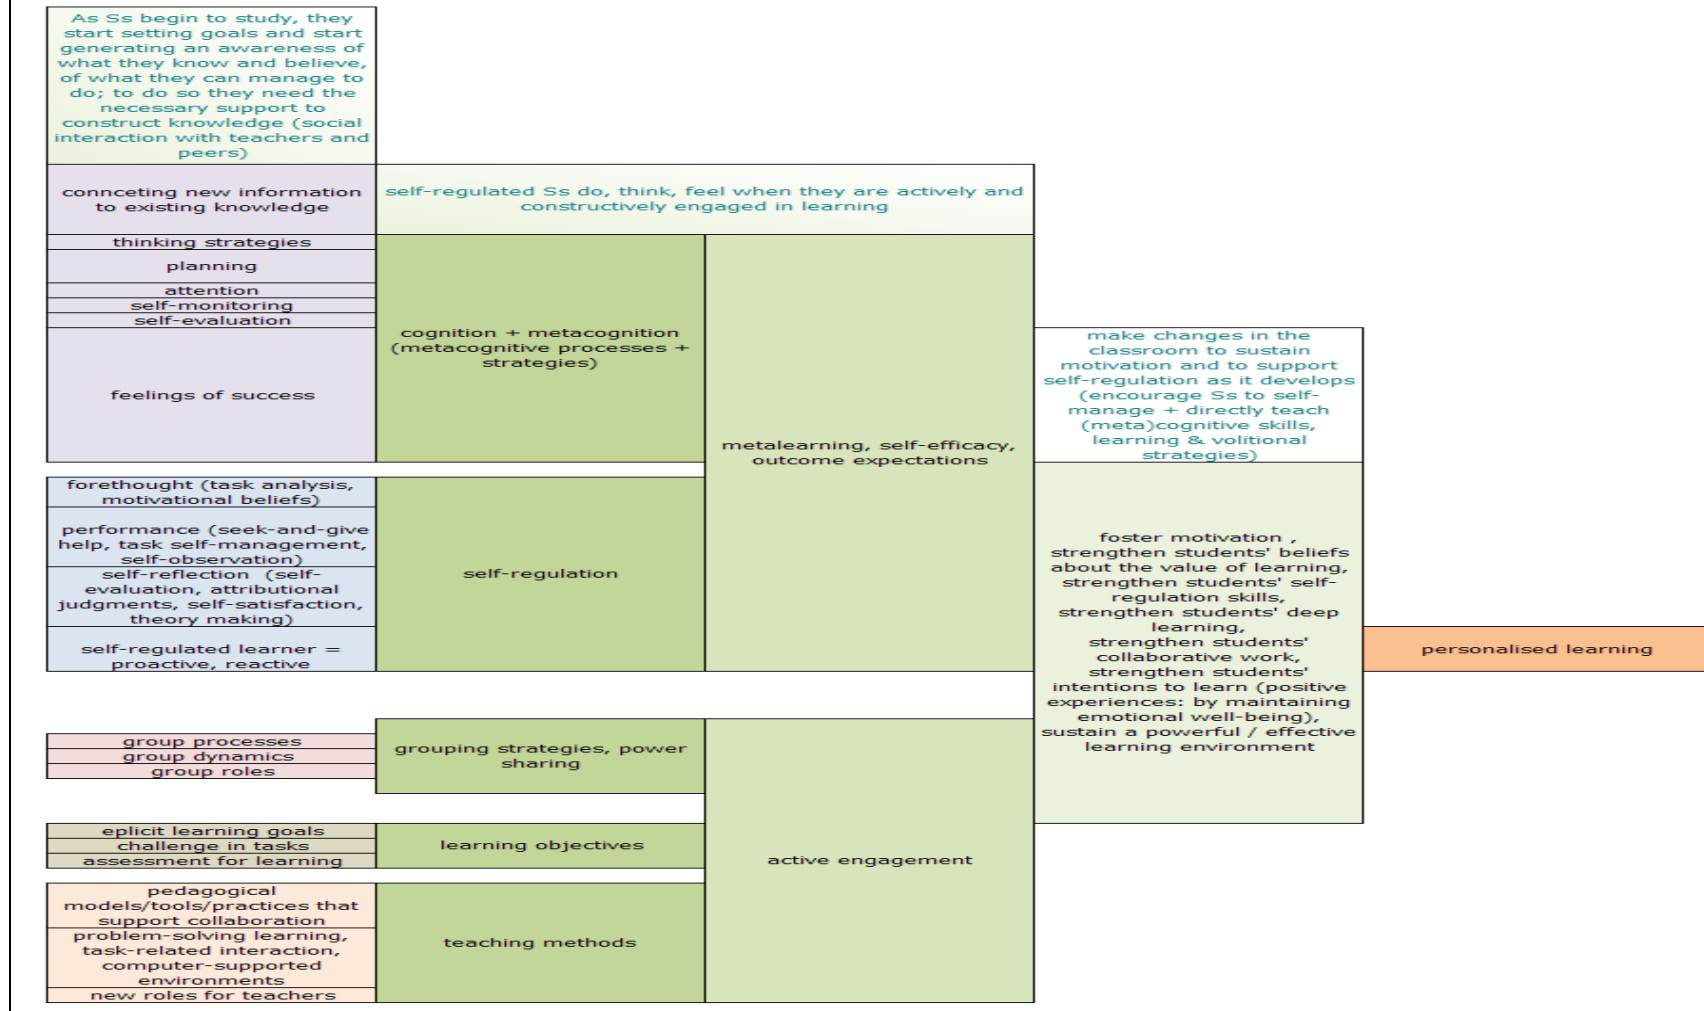 As Ss begin to study, they
start setting goals and start
generating an awareness of
what they know and believe,
of what they can manage to
do; to do so they need the
necessary support to
construct knowledge (social
interaction with teachers and
peers)
connceting new information
to existing knowledge
self-regulated Ss do, think, feel when they are actively and
constructively engaged in learning
thinking strategies
planning
attention
self-monitoring
self-evaluation
feelings of success
cognition + metacognition
(metacognitive processes +
strategies)
metalearning, self-efficacy,
outcome expectations
make changes in the
classroom to sustain
motivation and to support
self-regulation as it develops
(encourage Ss to self-
manage + directly teach
(meta)cognitive skills,
learning & volitional
strategies)
forethought (task analysis,
motivational beliefs)
performance (seek-and-give
help, task self-management,
self-observation)
self-reflection (self-
evaluation, attributional
judgments, self-satisfaction,
theory making)
self-regulated learner =
proactive, reactive
self-regulation
foster motivation ,
strengthen students' beliefs
about the value of learning,
strengthen students' self-
regulation skills,
strengthen students' deep
learning,
strengthen students'
collaborative work,
strengthen students'
intentions to learn (positive
experiences: by maintaining
emotional well-being),
sustain a powerful / effective
learning environment
personalised learning
group processes
group dynamics
group roles
grouping strategies, power
sharing
eplicit learning goals
challenge in tasks
assessment for learning
learning objectives
active engagement
pedagogical
models/tools/practices that
support collaboration
problem-solving learning,
task-related interaction,
computer-supported
environments
new roles for teachers
teaching methods